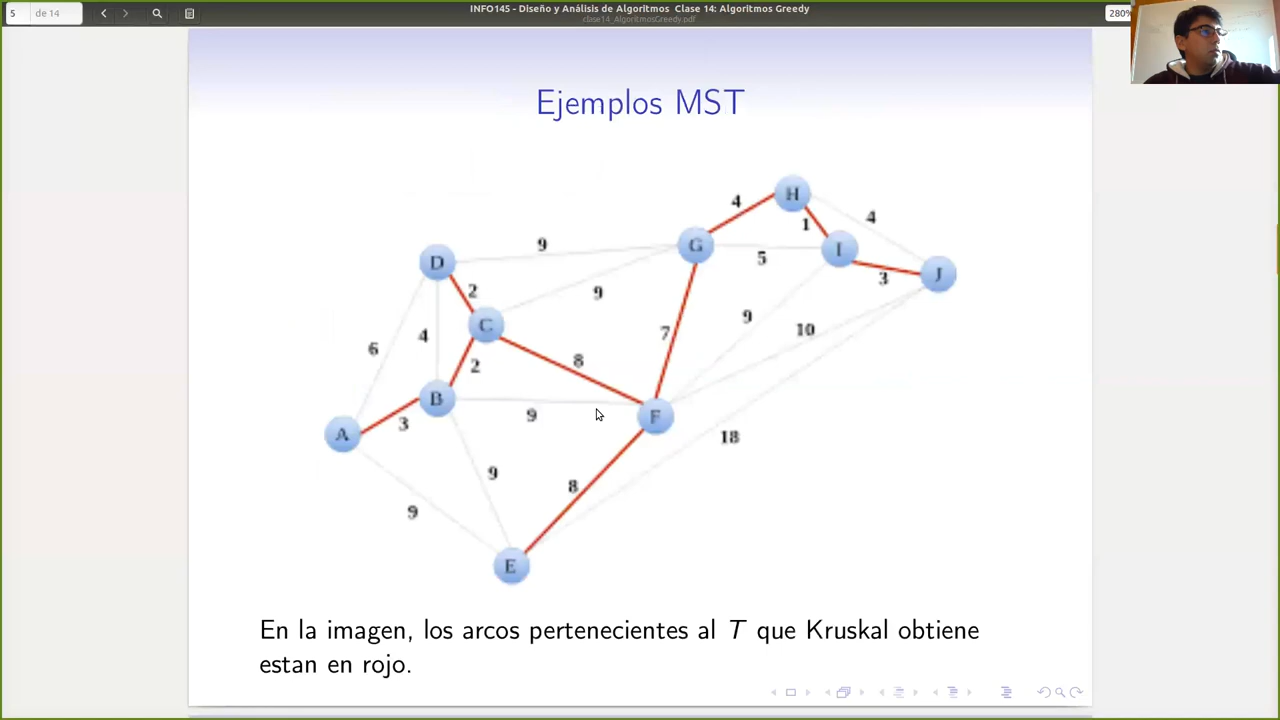 5 de 14
INFO145 - Diseño y Análisis de Algoritmos Clase 14: Algoritmos Greedy
clase14_AlgoritmosGreedy.pdf
280%
Ejemplos MST
H
4
4
1
G
I
9
5
J
D
3
2
9
C
9
10
7
4
6
8
2
B
9
F
3
A
18
9
8
9
E
En la imagen, los arcos pertenecientes al T que Kruskal obtiene
estan en rojo.